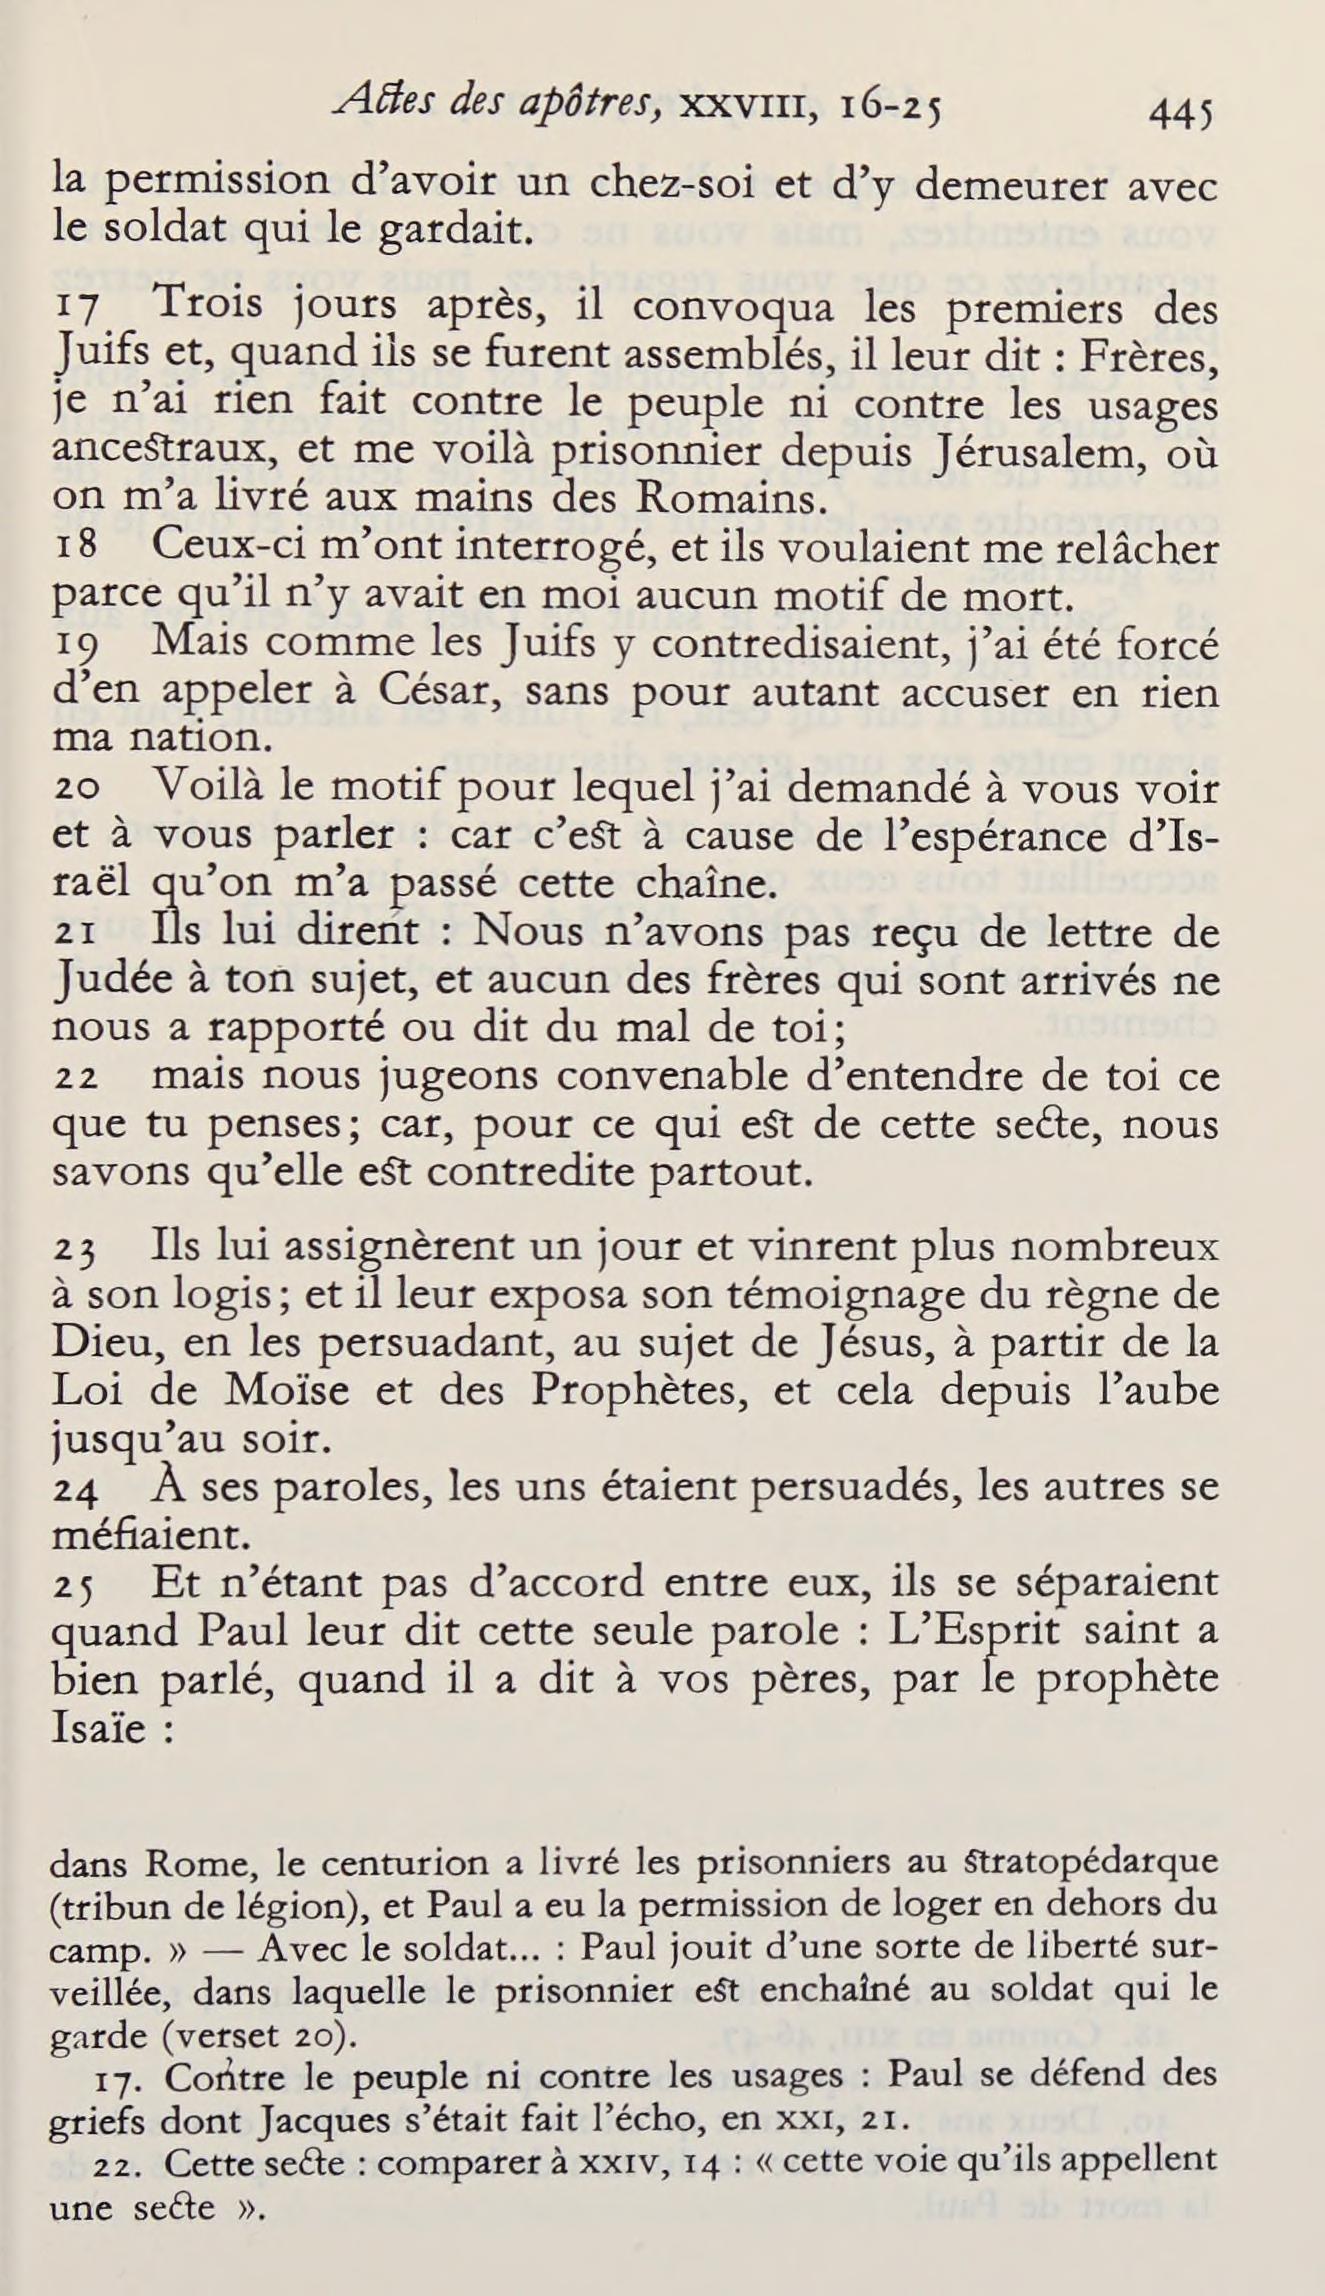 Actes des apôtres, XXVIII, 16-25 445
la permission d’avoir un chez-soi et d’y demeurer avec
le soldat qui le gardait.
17 Trois jours après, il convoqua les premiers des
Juifs et, quand ils se furent assemblés, il leur dit : Frères,
je n’ai rien fait contre le peuple ni contre les usages
ancestraux, et me voilà prisonnier depuis Jérusalem, où
on m’a livré aux mains des Romains.
18 Ceux-ci m’ont interrogé, et ils voulaient me relâcher
parce qu’il n’y avait en moi aucun motif de mort.
19 Mais comme les Juifs y contredisaient, j’ai été forcé
d’en appeler à César, sans pour autant accuser en rien
ma nation.
20 Voilà le motif pour lequel j’ai demandé à vous voir
et à vous parler : car c’est à cause de l’espérance d’Is-
raël qu’on m’a passé cette chaîne.
21 Ils lui dirent : Nous n’avons pas reçu de lettre de
Judée à ton sujet, et aucun des frères qui sont arrivés ne
nous a rapporté ou dit du mal de toi;
22 mais nous jugeons convenable d’entendre de toi ce
que tu penses; car, pour ce qui est de cette secte, nous
savons qu’elle est contredite partout.
23 Ils lui assignèrent un jour et vinrent plus nombreux
à son logis; et il leur exposa son témoignage du règne de
Dieu, en les persuadant, au sujet de Jésus, à partir de la
Loi de Moïse et des Prophètes, et cela depuis l’aube
jusqu’au soir.
24 À ses paroles, les uns étaient persuadés, les autres se
méfiaient.
25 Et n’étant pas d’accord entre eux, ils se séparaient
quand Paul leur dit cette seule parole : L’Esprit saint a
bien parlé, quand il a dit à vos pères, par le prophète
Isaïe :
dans Rome, le centurion a livré les prisonniers au stratopédarque
(tribun de légion), et Paul a eu la permission de loger en dehors du
camp. » — Avec le soldat... : Paul jouit d’une sorte de liberté sur-
veillée, dans laquelle le prisonnier est enchaîné au soldat qui le
garde (verset 20).
17. Contre le peuple ni contre les usages : Paul se défend des
griefs dont Jacques s’était fait l’écho, en XXI, 21.
22. Cette secte : comparer à XXIV, 14 : « cette voie qu’ils appellent
une secte ».